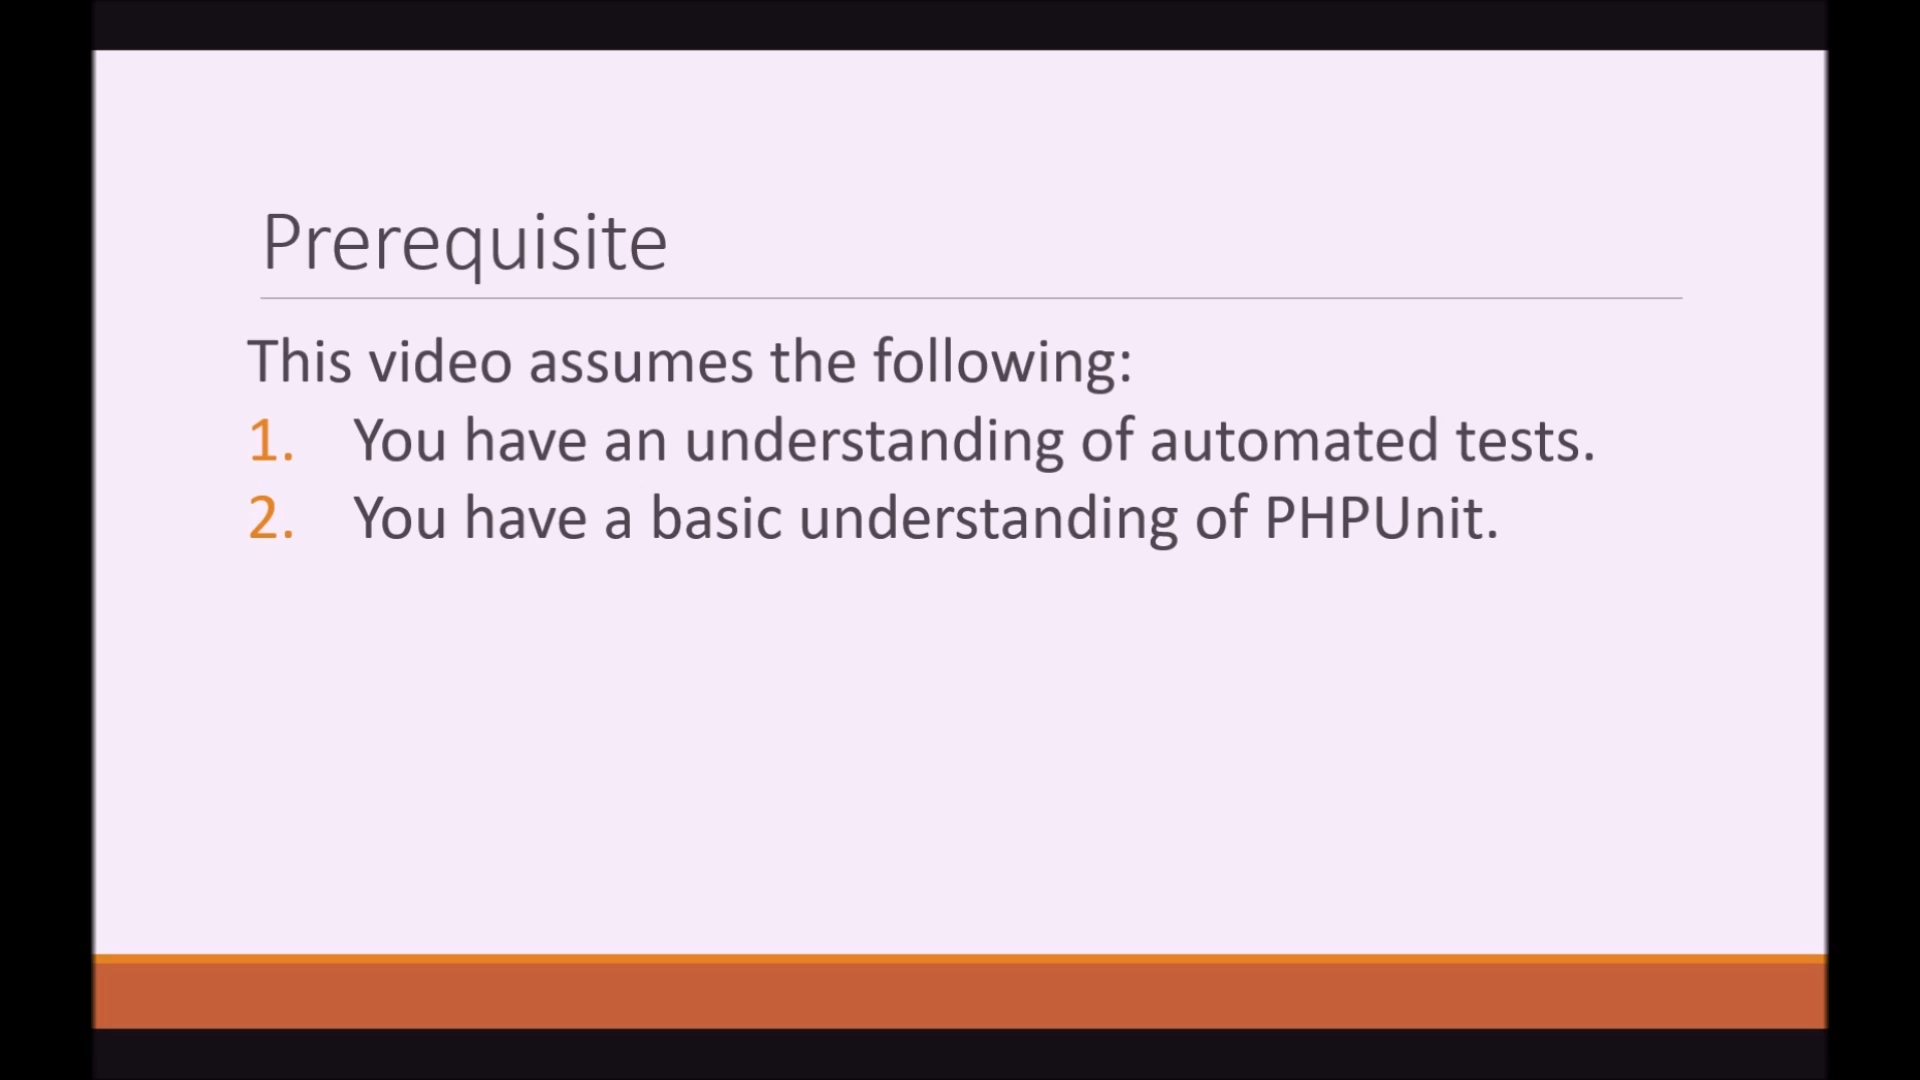 Prerequisite
This video assumes the following:
1. You have an understanding of automated tests.
2. You have a basic understanding of PHPUnit.